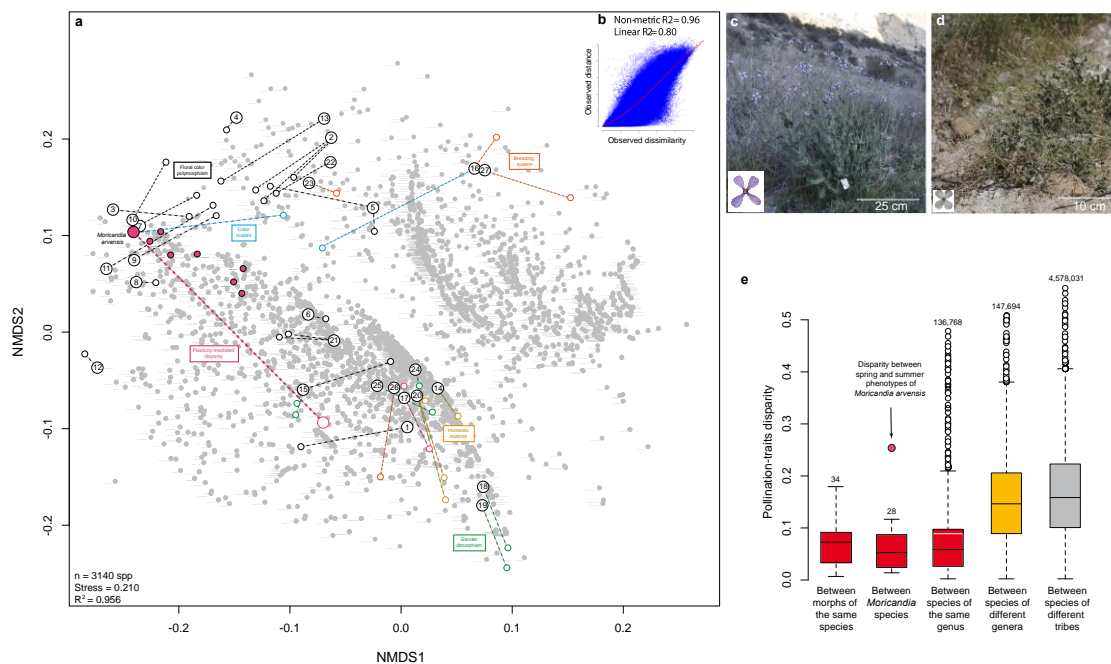 a
0.2
0.1
0.0
-0.1
-0.2
NMDS2
-0.2
-0.1
0.0
0.1
0.2
NMDS1
4
13
2
22
23
Floral color
polymorphism
3
10
Moricandia
arvensis
11
9
8
12
5
16
27
Breeding
system
Color
mutant
6
21
Plasticity-mediated
disparity
15
1
24
25
26
17
20
14
Homeotic
mutants
18
19
Gender
dimorphism
n = 3140 spp
Stress = 0.210
R² = 0.956
b
Non-metric R2=0.96
Linear R2=0.80
Observed distance
Observed dissimilarity
c
25 cm
d
10 cm
e
Pollination-traits disparity
0.5
0.4
0.3
0.2
0.1
0.0
34
28
136,768
147,694
4,578,031
Disparity between
spring and summer
phenotypes of
Moricandia arvensis
Between
morphs of
the same
species
Between
Moricandia
species
Between
species of
the same
genus
Between
species of
different
genera
Between
species of
different
tribes